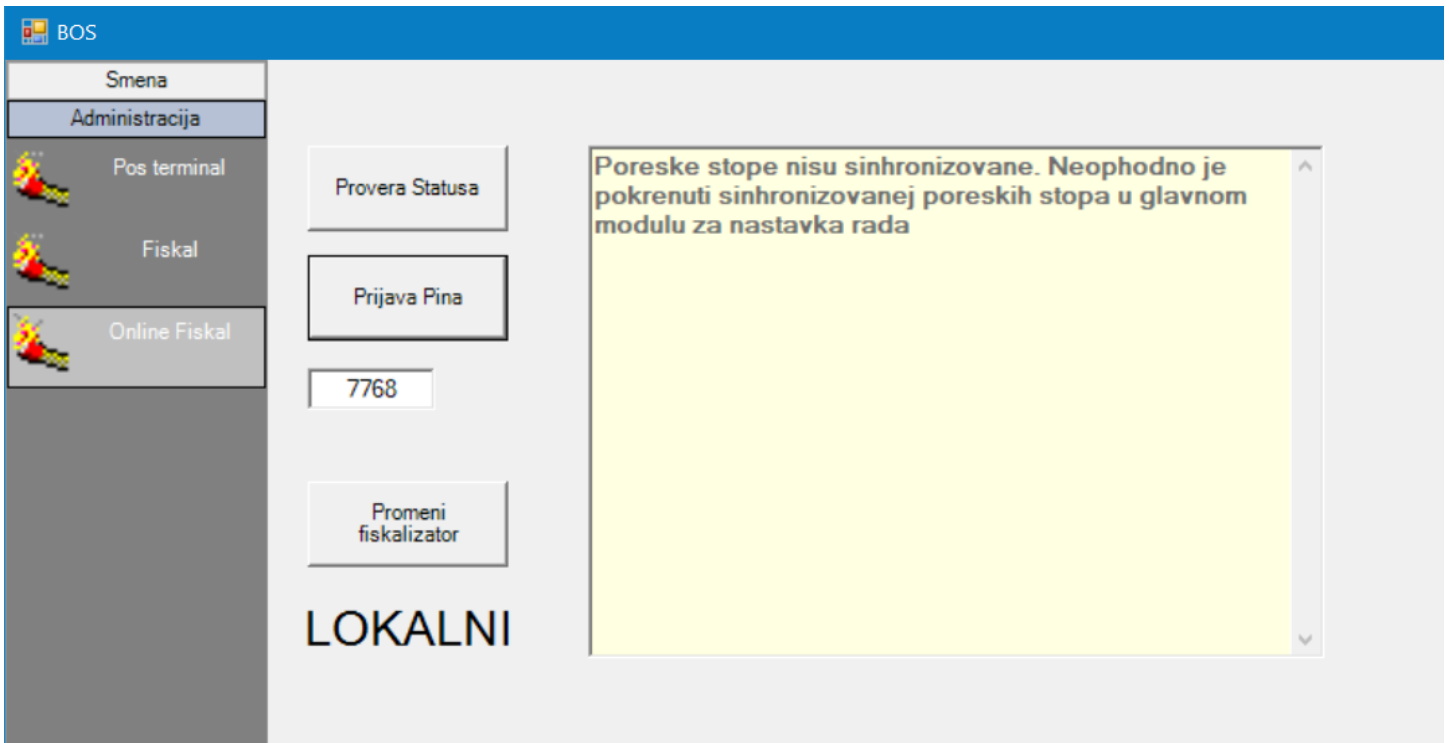 BOS
Smena
Administracija
Pos terminal
Fiskal
Online Fiskal
Provera Statusa
Prijava Pina
7768
Promeni
fiskalizator
LOKALNI
Poreske stope nisu sinhronizovane. Neophodno je
pokrenuti sinhronizovanej poreskih stopa u glavnom
modulu za nastavka rada